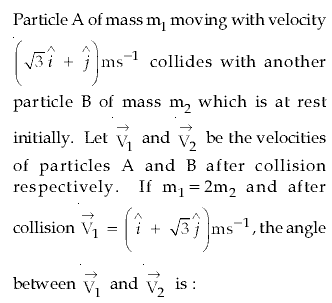 Particle A of mass m₁ moving with velocity
(√3 î + ĵ) ms⁻¹ collides with another
particle B of mass m₂ which is at rest
initially. Let V⃗₁ and V⃗₂ be the velocities
of particles A and B after collision
respectively. If m₁ = 2m₂ and after
collision V⃗₁ = (î + √3 ĵ) ms⁻¹, the angle
between V⃗₁ and V⃗₂ is :